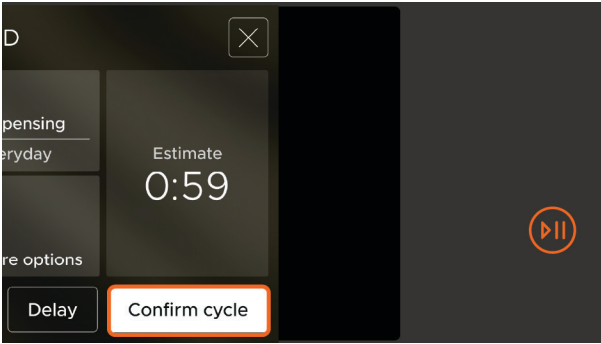 D
pensing
eryday
Estimate
0:59
re options
Delay
Confirm cycle